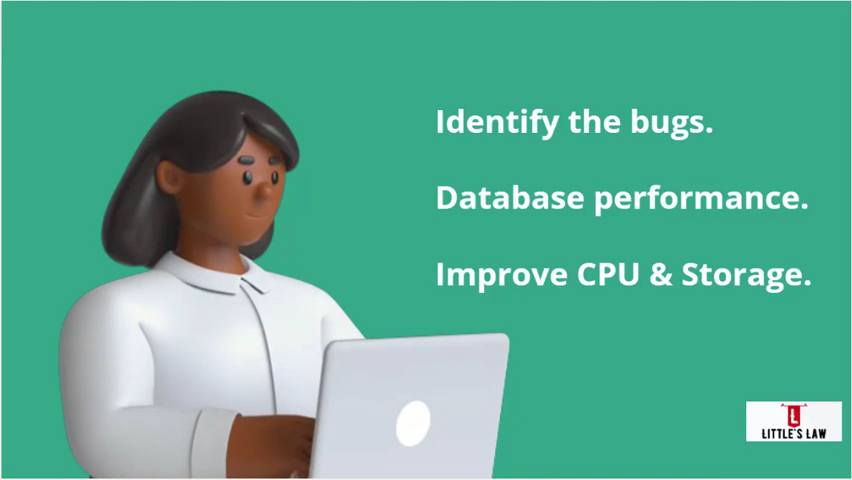 Identify the bugs.
Database performance.
Improve CPU & Storage.
L
LITTLE'S LAW